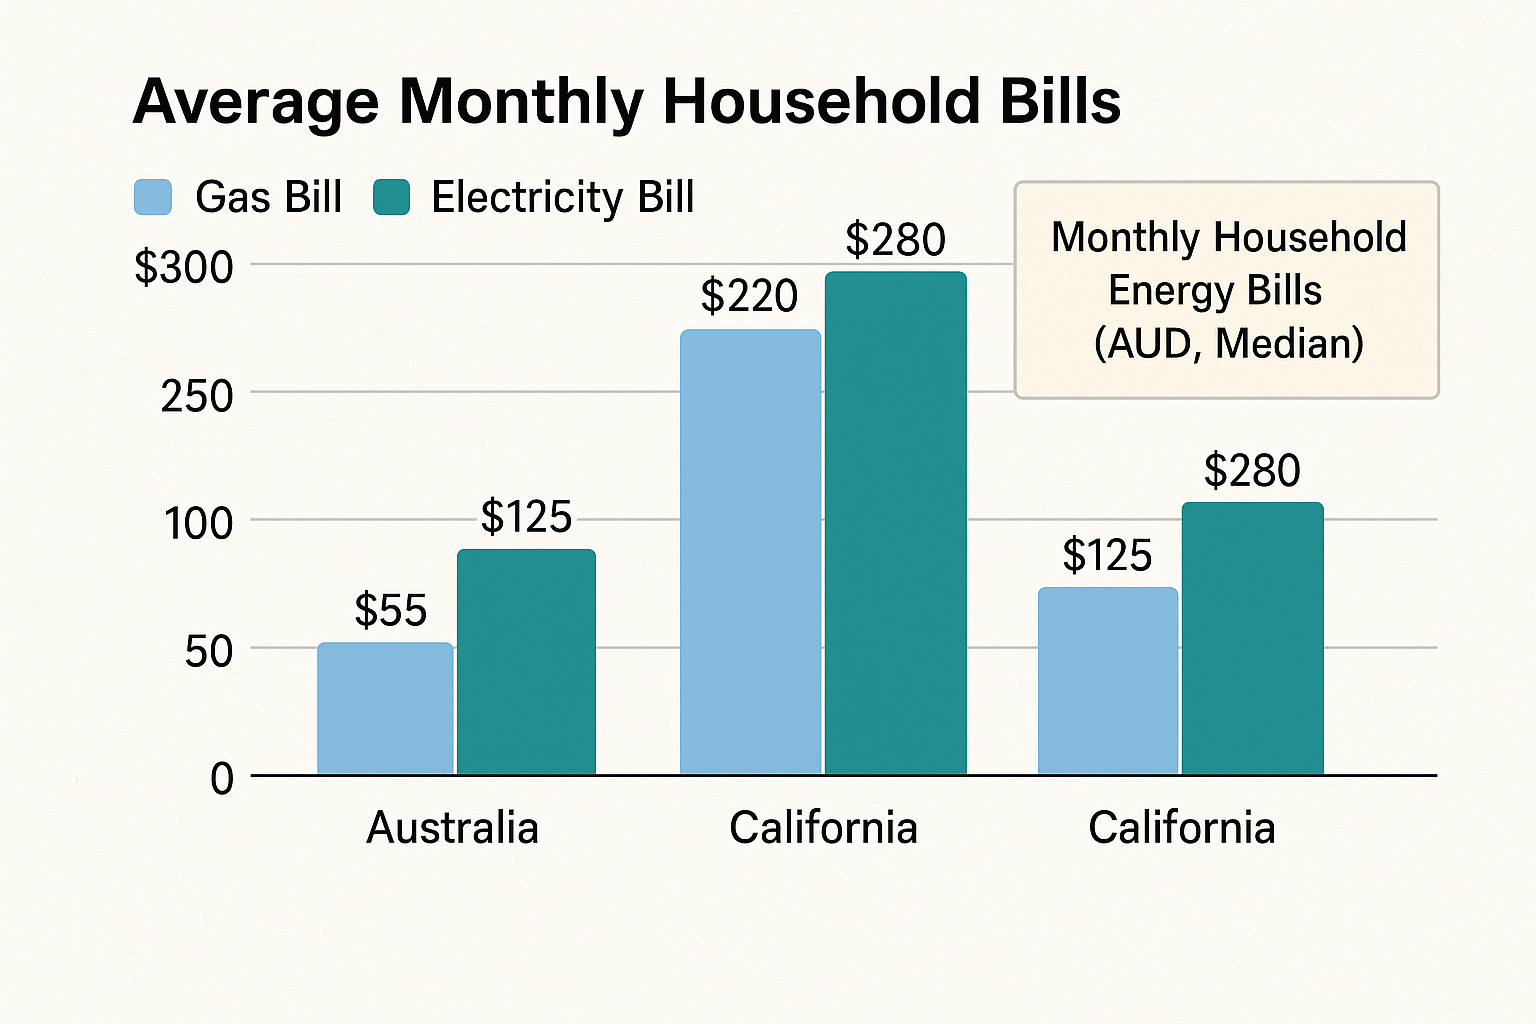 Average Monthly Household Bills
Gas Bill Electricity Bill
Monthly Household
Energy Bills
(AUD, Median)
$300
250
100
50
0
$55
$125
$220
$280
$125
$280
Australia California California